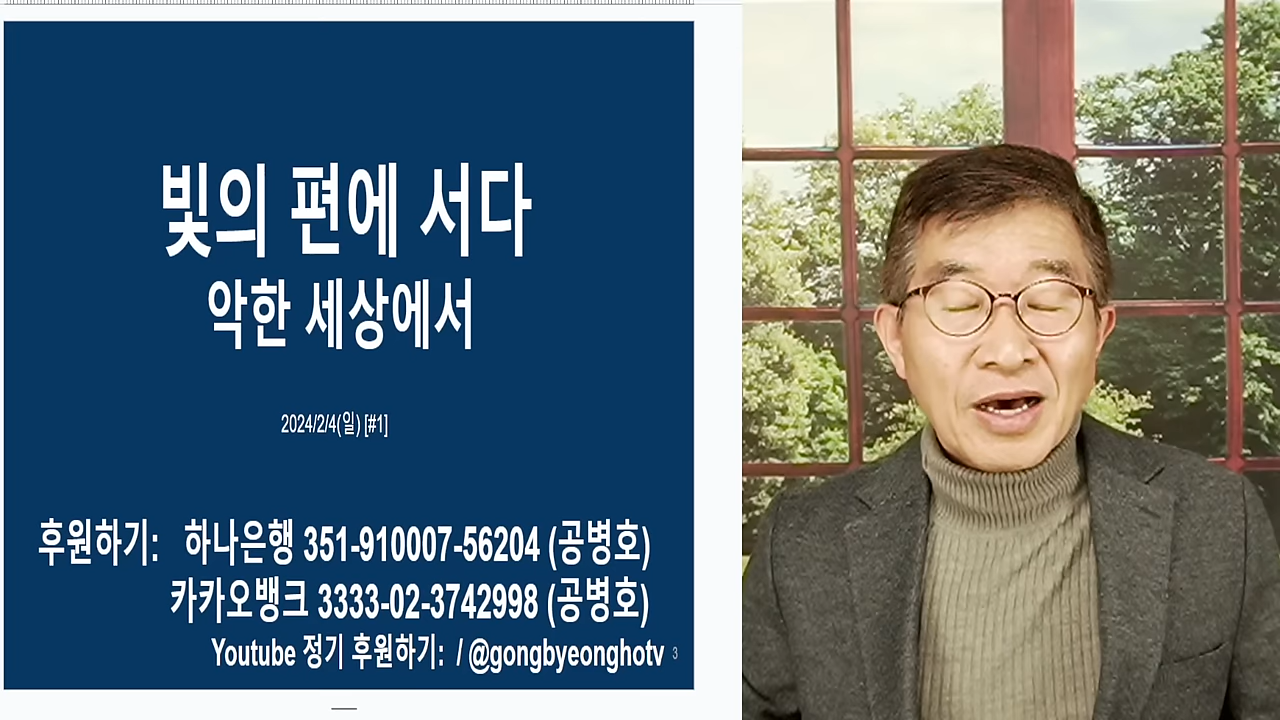 빛의 편에 서다
악한 세상에서
2024/2/4(일) [#1]
후원하기: 하나은행 351-910007-56204 (공병호)
카카오뱅크 3333-02-3742998 (공병호)
Youtube 정기 후원하기: / @gongbyeonghotv
3